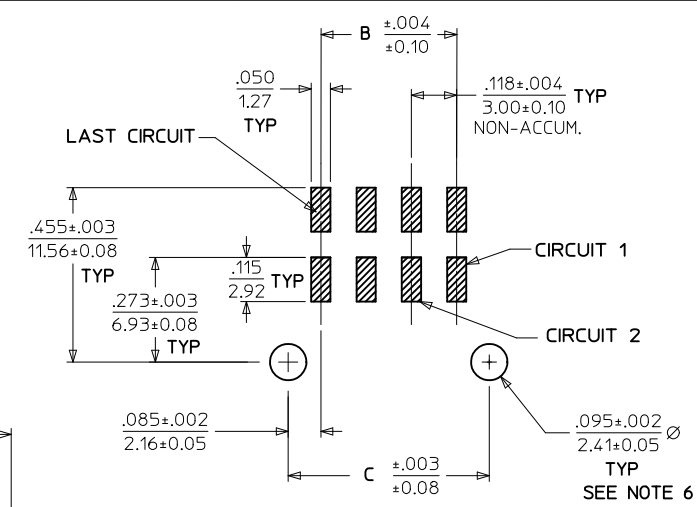 B ±.004
±0.10
.050
1.27
TYP
.118±.004
3.00±0.10
TYP
NON-ACCUM.
LAST CIRCUIT
.455±.003
11.56±0.08
TYP
.115
2.92
TYP
CIRCUIT 1
.273±.003
6.93±0.08
TYP
CIRCUIT 2
.085±.002
2.16±0.05
.095±.002
2.41±0.05
Ø
TYP
SEE NOTE 6
C ±.003
±0.08